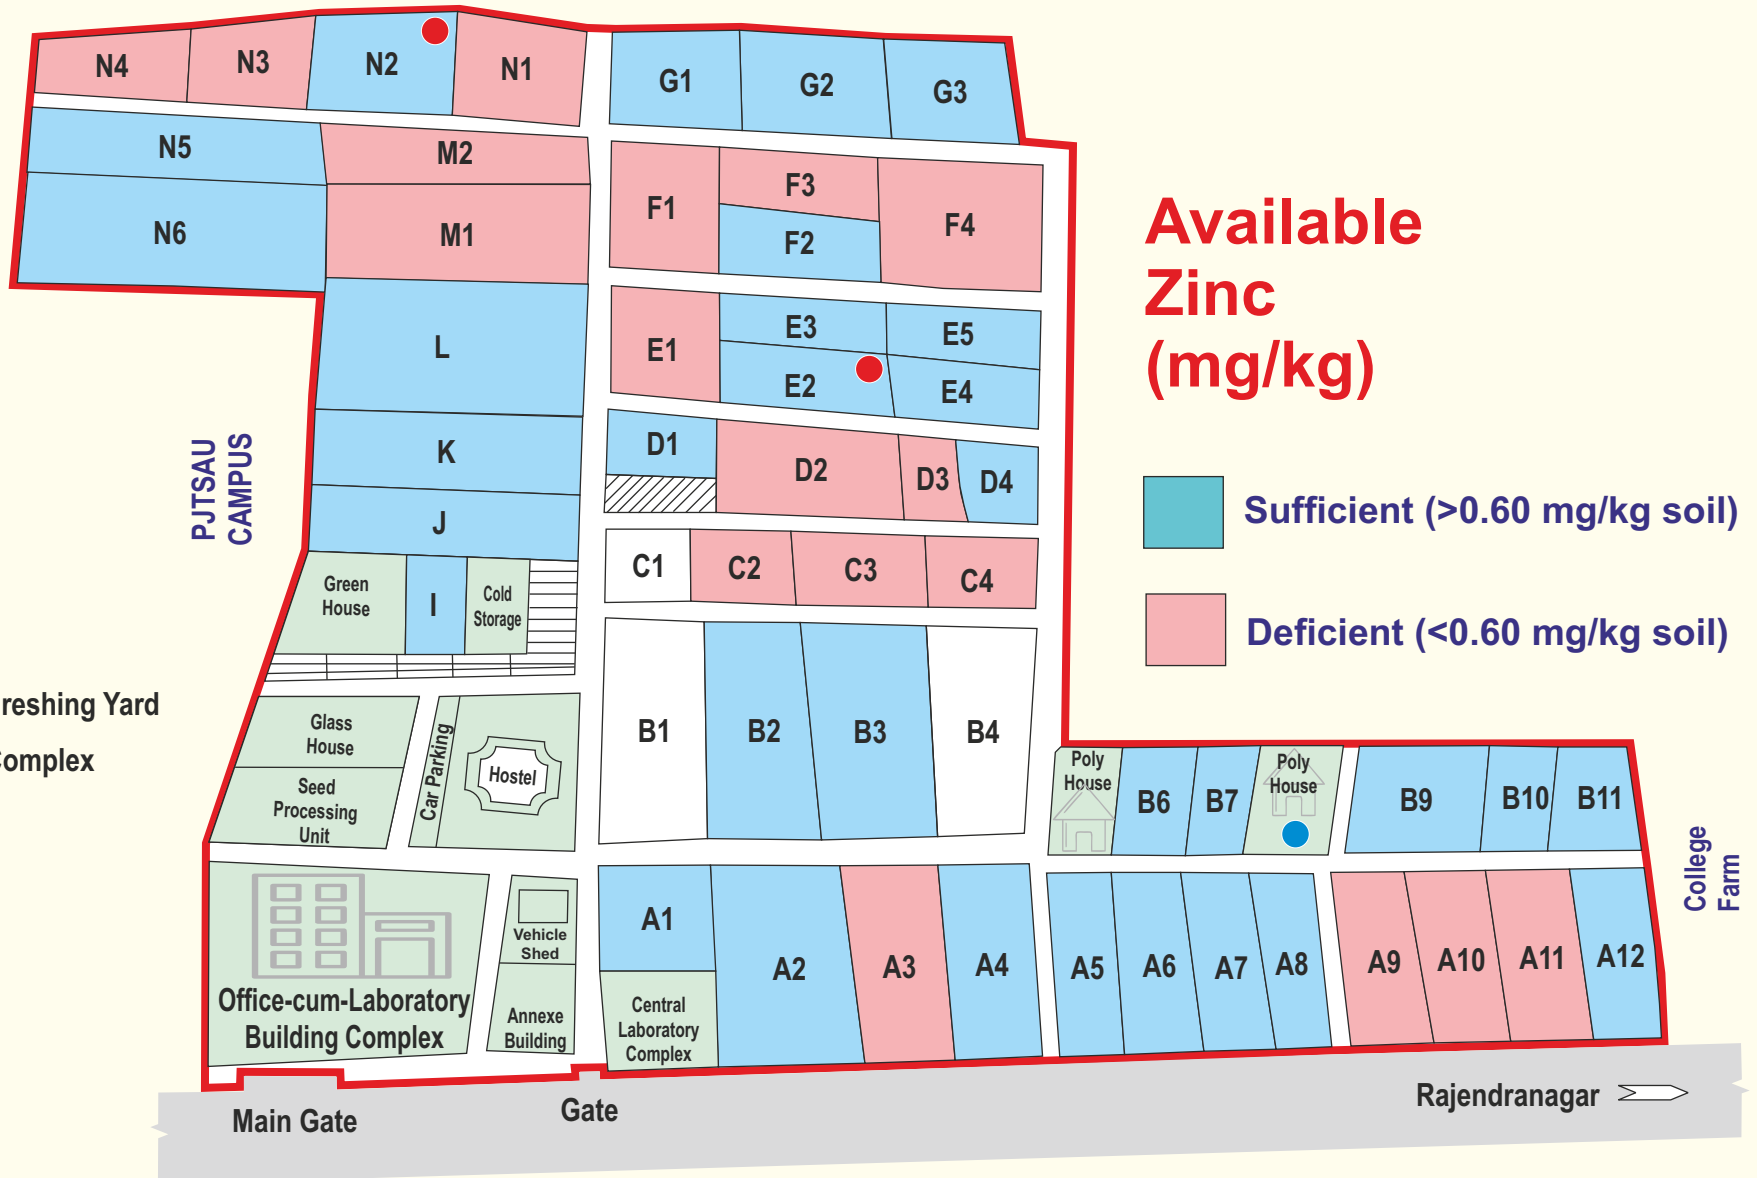 N4
N3
N2
N1
G1
G2
G3
N5
M2
N6
M1
F1
F3
F2
F4
Available
Zinc
(mg/kg)
L
E1
E3
E5
E2
E4
K
D1
D2
D3
D4
PJTSAU
CAMPUS
J
Sufficient (>0.60 mg/kg soil)
Green
House
I
Cold
Storage
C1
C2
C3
C4
Deficient (<0.60 mg/kg soil)
reshing Yard
Complex
Glass
House
Car Parking
Hostel
Seed
Processing
Unit
B1
B2
B3
B4
Poly
House
B6
B7
Poly
House
B9
B10
B11
College
Farm
Office-cum-Laboratory
Building Complex
Vehicle
Shed
Annexe
Building
A1
Central
Laboratory
Complex
A2
A3
A4
A5
A6
A7
A8
A9
A10
A11
A12
Main Gate
Gate
Rajendranagar